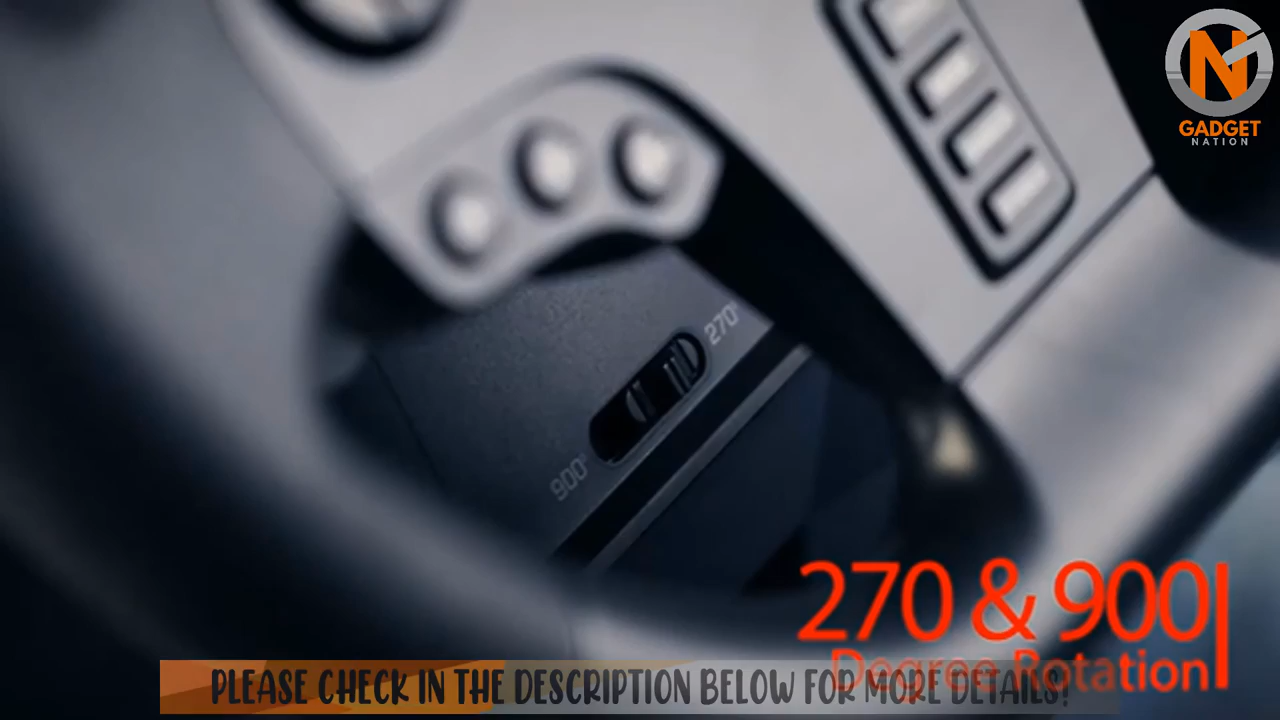 GADGET
NATION
270°
900°
270 & 900
Degree Rotation
PLEASE CHECK IN THE DESCRIPTION BELOW FOR MORE DETAILS!